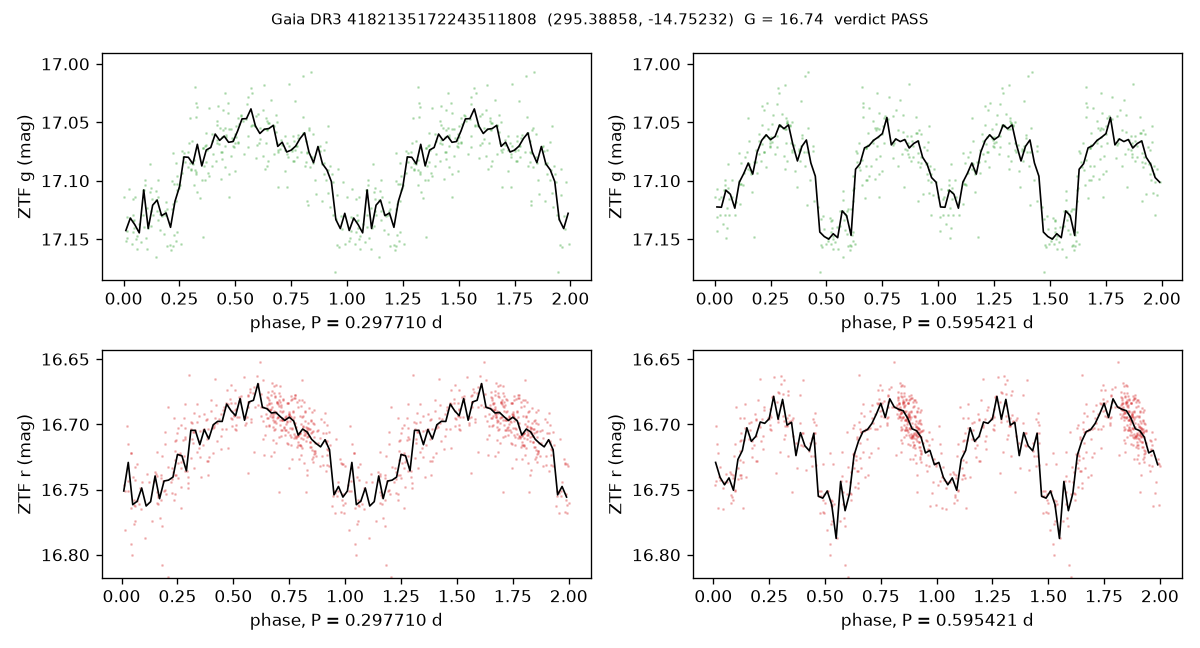 Gaia DR3 4182135172243511808  (295.38858, -14.75232)  G = 16.74  verdict PASS
ZTF g (mag)
17.00
17.05
17.10
17.15
0.00 0.25 0.50 0.75 1.00 1.25 1.50 1.75 2.00
phase, P = 0.297710 d
ZTF g (mag)
17.00
17.05
17.10
17.15
0.00 0.25 0.50 0.75 1.00 1.25 1.50 1.75 2.00
phase, P = 0.595421 d
ZTF r (mag)
16.65
16.70
16.75
16.80
0.00 0.25 0.50 0.75 1.00 1.25 1.50 1.75 2.00
phase, P = 0.297710 d
ZTF r (mag)
16.65
16.70
16.75
16.80
0.00 0.25 0.50 0.75 1.00 1.25 1.50 1.75 2.00
phase, P = 0.595421 d